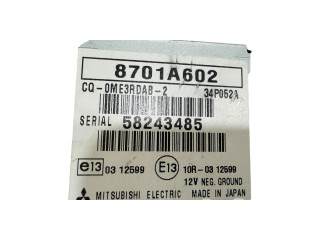 8701A602
CQ-0ME3RDAB-2 34P052A
SERIAL 58243485
e13 03 12599 E13 10R-03 12599
12V NEG. GROUND
MITSUBISHI ELECTRIC MADE IN JAPAN